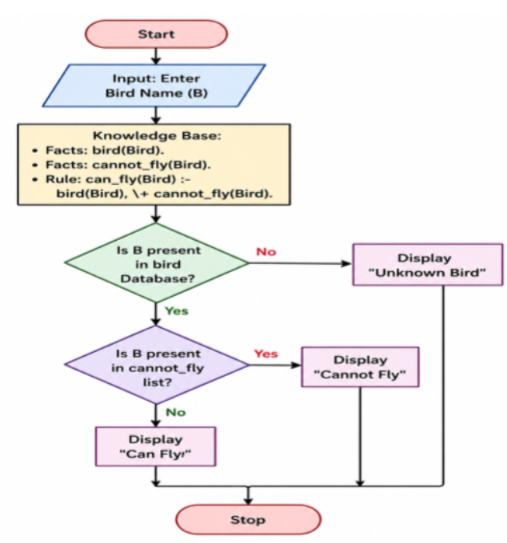 Start
Input: Enter
Bird Name (B)
Knowledge Base:
• Facts: bird(Bird).
• Facts: cannot_fly(Bird).
• Rule: can_fly(Bird) :-
bird(Bird), \+ cannot_fly(Bird).
Is B present
in bird
Database?
No
Display
"Unknown Bird"
Yes
Is B present
in cannot_fly
list?
Yes
Display
"Cannot Fly"
No
Display
"Can Fly"
Stop